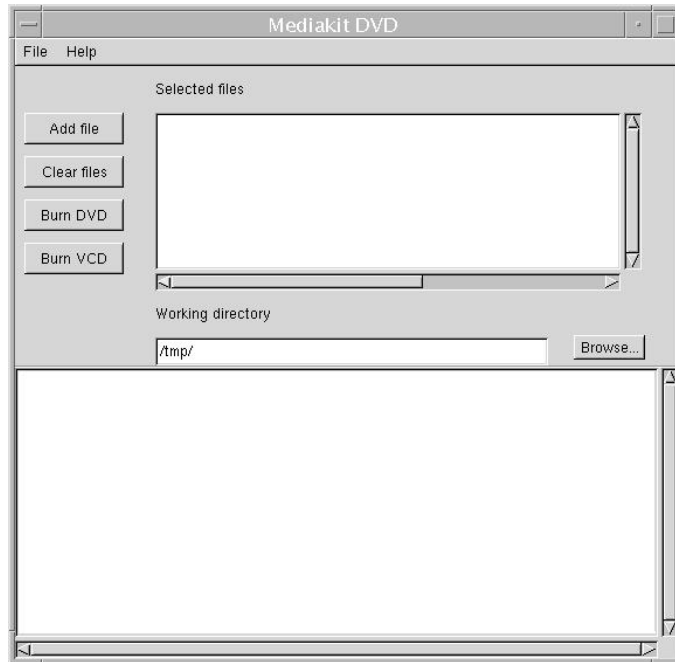 Mediakit DVD
File Help
Selected files
Add file
Clear files
Burn DVD
Burn VCD
Working directory
/tmp/
Browse...